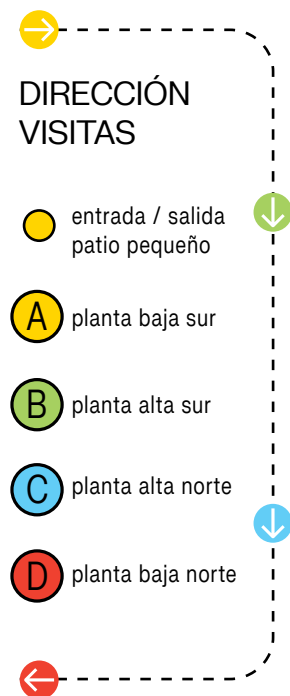 DIRECCIÓN
VISITAS
entrada / salida
patio pequeño
A planta baja sur
B planta alta sur
C planta alta norte
D planta baja norte